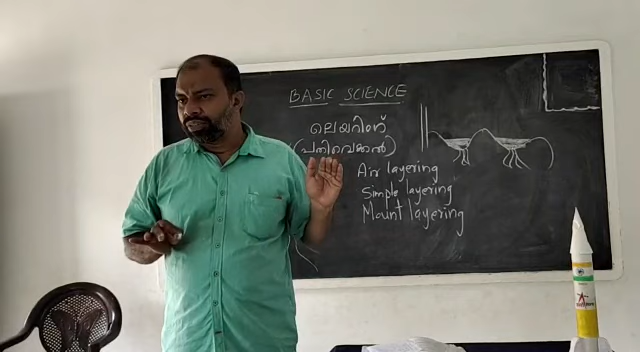 BASIC SCIENCE
ലെയറിംഗ്
(പതിവെക്കൽ)
Air layering
Simple layering
Mount layering